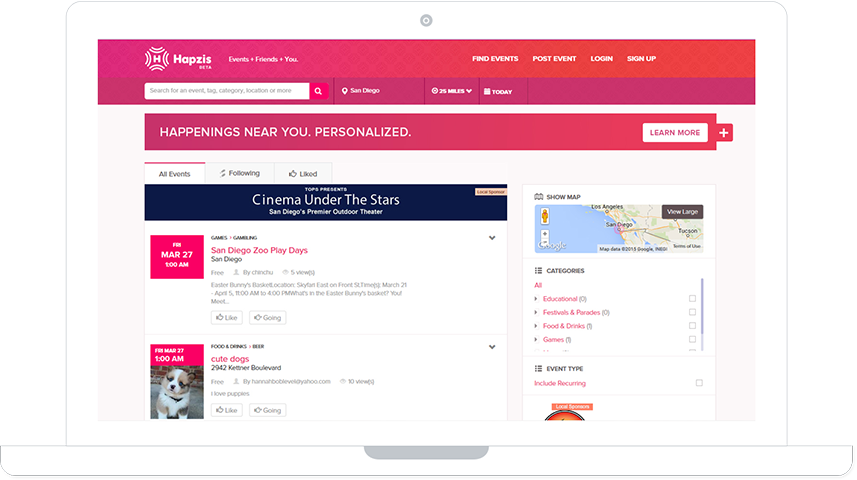 H Hapzis
BETA
Events + Friends + You.
FIND EVENTS POST EVENT LOGIN SIGN UP
Search for an event, tag, category, location or more
San Diego
25 MILES
TODAY
HAPPENINGS NEAR YOU. PERSONALIZED.
LEARN MORE
+
All Events Following Liked
TOPS PRESENTS
Local Sponsor
Cinema Under The Stars
San Diego's Premier Outdoor Theater
FRI
MAR 27
1:00 AM
GAMES > GAMBLING
San Diego Zoo Play Days
San Diego
Free By chinchu 5 view(s)
Easter Bunny's BasketLocation: Skyfari East on Front St.Time(s): March 21
- April 5, 11:00 AM to 4:00 PMWhat's in the Easter Bunny's basket? You!
Meet...
Like Going
FRI MAR 27
1:00 AM
FOOD & DRINKS > BEER
cute dogs
2942 Kettner Boulevard
Free By hannahboblevel@yahoo.com 10 view(s)
i love puppies
Like Going
SHOW MAP
Los Angeles
View Large
San Diego
Tucson
Google
Map data ©2015 Google, INEGI
Terms of Use
CATEGORIES
All
Educational (0)
Festivals & Parades (0)
Food & Drinks (1)
Games (1)
EVENT TYPE
Include Recurring
Local Sponsors